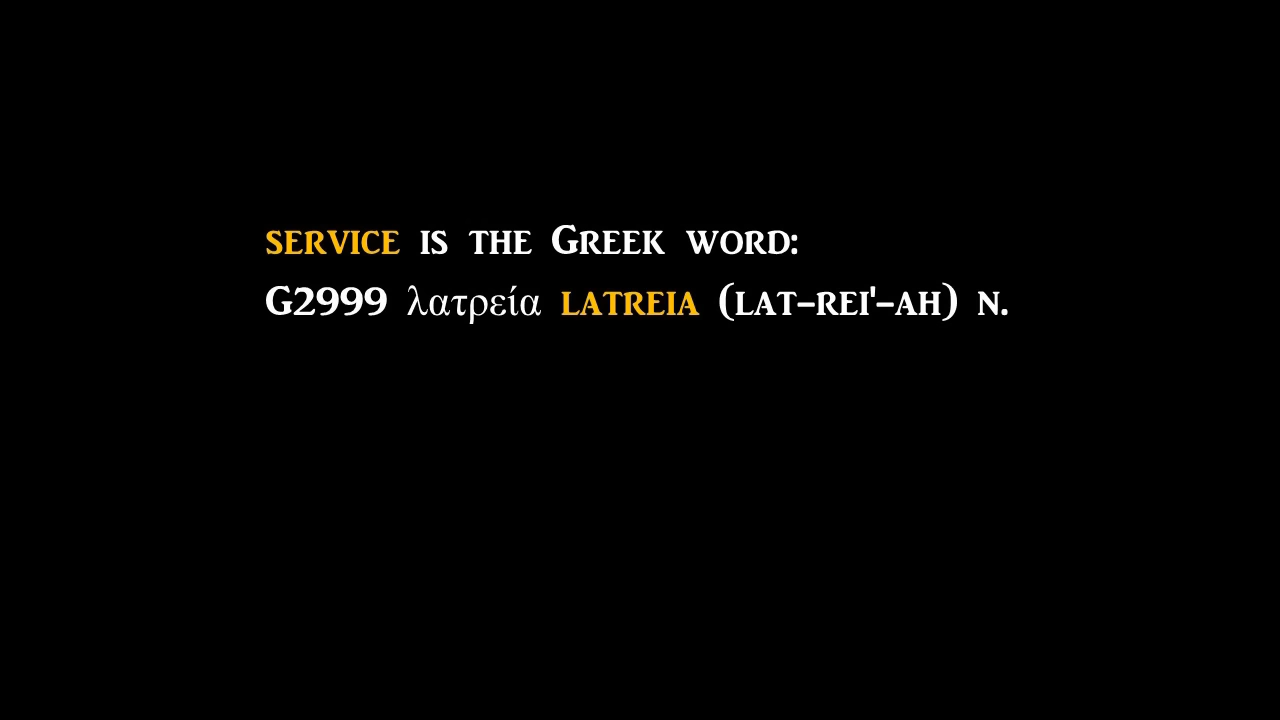 service is the Greek word:
G2999 λατρεία latreia (lat-rei'-ah) n.